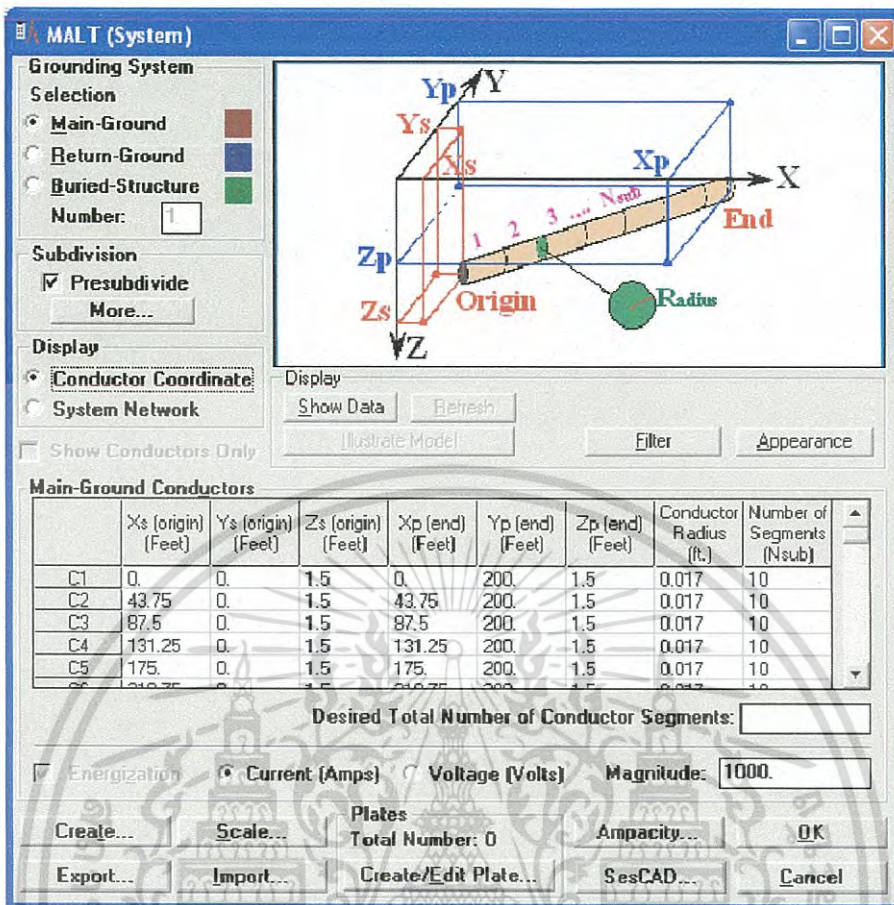 MALT (System)
Grounding System
Selection
Main-Ground
Return-Ground
Buried-Structure
Number: 1
Subdivision
Presubdivide
More...
Display
Conductor Coordinate
System Network
Show Conductors Only
Yp
Y
Ys
Xs
Xp
X
1 2 3 .... Nsub
End
Zp
Zs
Origin
Radius
Z
Display
Show Data
Refresh
Illustrate Model
Filter
Appearance
Main-Ground Conductors
Xs (origin) (Feet) Ys (origin) (Feet) Zs (origin) (Feet) Xp (end) (Feet) Yp (end) (Feet) Zp (end) (Feet) Conductor Radius (ft.) Number of Segments (Nsub)
C1 0. 0. 1.5 0. 200. 1.5 0.017 10
C2 43.75 0. 1.5 43.75 200. 1.5 0.017 10
C3 87.5 0. 1.5 87.5 200. 1.5 0.017 10
C4 131.25 0. 1.5 131.25 200. 1.5 0.017 10
C5 175. 0. 1.5 175. 200. 1.5 0.017 10
Desired Total Number of Conductor Segments:
Energization Current (Amps) Voltage (Volts) Magnitude: 1000.
Create... Scale... Plates Ampacity... OK
Total Number: 0
Export... Import... Create/Edit Plate... SesCAD... Cancel